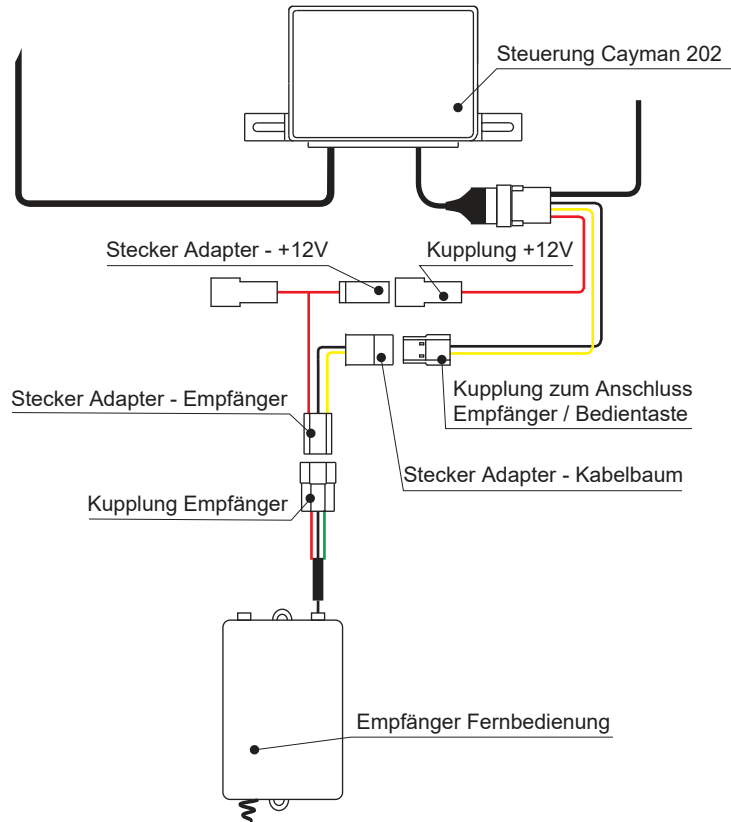 Steuerung Cayman 202
Stecker Adapter - +12V
Kupplung +12V
Stecker Adapter - Empfänger
Kupplung zum Anschluss
Empfänger / Bedientaste
Stecker Adapter - Kabelbaum
Kupplung Empfänger
Empfänger Fernbedienung